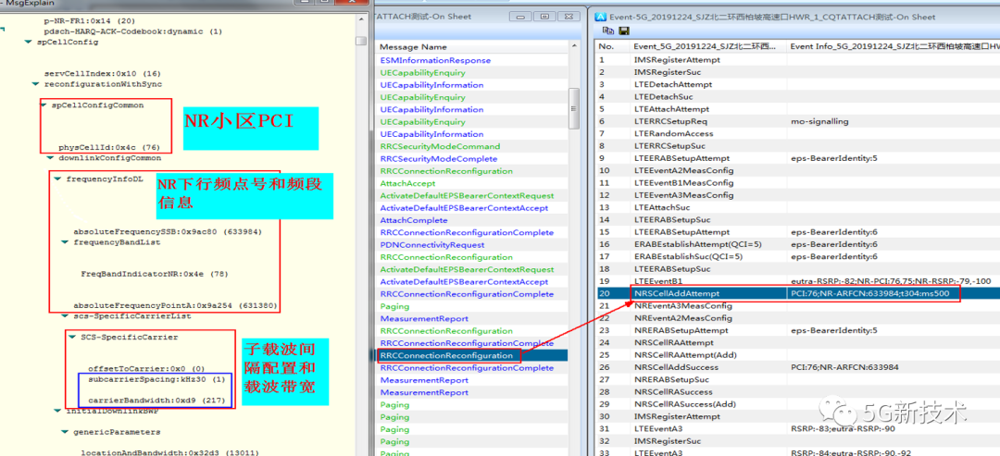 MsgExplain
p-NR-FR1:0x14 (20)
pdsch-HARQ-ACK-Codebook:dynamic (1)
spCellConfig
servCellIndex:0x10 (16)
reconfigurationWithSync
spCellConfigCommon
physCellId:0x4c (76)
downlinkConfigCommon
frequencyInfoDL
absoluteFrequencySSB:0x9ac80 (633984)
frequencyBandList
FreqBandIndicatorNR:0x4e (78)
absoluteFrequencyPointA:0x9a254 (631380)
scs-SpecificCarrierList
SCS-SpecificCarrier
offsetToCarrier:0x0 (0)
subcarrierSpacing:kHz30 (1)
carrierBandwidth:0xd9 (217)
initialDownlinkBWP
genericParameters
locationAndBandwidth:0x32d3 (13011)
NR小区PCI
NR下行频点号和频段
信息
子载波间
隔配置和
载波带宽
TATTACH测试-On Sheet
Message Name
ESMInformationResponse
UECapabilityEnquiry
UECapabilityInformation
UECapabilityEnquiry
UECapabilityInformation
UECapabilityEnquiry
UECapabilityInformation
RRCSecurityModeCommand
RRCSecurityModeComplete
RRCConnectionReconfiguration
AttachAccept
ActivateDefaultEPSBearerContextRequest
ActivateDefaultEPSBearerContextAccept
AttachComplete
RRCConnectionReconfigurationComplete
PDNConnectivityRequest
RRCConnectionReconfiguration
ActivateDefaultEPSBearerContextRequest
ActivateDefaultEPSBearerContextAccept
RRCConnectionReconfigurationComplete
Paging
MeasurementReport
RRCConnectionReconfiguration
RRCConnectionReconfigurationComplete
RRCConnectionReconfiguration
RRCConnectionReconfigurationComplete
MeasurementReport
MeasurementReport
Paging
Paging
Paging
Paging
RRCConnectionReconfiguration
Event-5G_20191224_SJZ北二环西柏坡高速口HWR_1_CQTATTACH测试-On Sheet
No. Event_5G_20191224_SJZ北二环西... Event Info_5G_20191224_SJZ北二环西柏坡高速口HW
1 IMSRegisterAttempt
2 IMSRegisterSuc
3 LTEDetachAttempt
4 LTEDetachSuc
5 LTEAttachAttempt
6 LTERRCSetupReq mo-signalling
7 LTERandomAccess
8 LTERRCSetupSuc
9 LTEERABSetupAttempt eps-BearerIdentity:5
10 LTEEventA2MeasConfig
11 LTEEventB1MeasConfig
12 LTEEventA3MeasConfig
13 LTEAttachSuc
14 LTEERABSetupSuc
15 LTEERABSetupAttempt eps-BearerIdentity:6
16 ERABEstablishAttempt(QCI=5) eps-BearerIdentity:6
17 ERABEstablishSuc(QCI=5) eps-BearerIdentity:6
18 LTEERABSetupSuc
19 LTEEventB1 eutra-RSRP:-82;NR-PCI:76,75;NR-RSRP:-79,-100
20 NRSCellAddAttempt PCI:76;NR-ARFCN:633984;t304:ms500
21 NREventA3MeasConfig
22 NREventA2MeasConfig
23 NRERABSetupAttempt eps-BearerIdentity:5
24 NRSCellRAAttempt
25 NRSCellRAAttempt(Add)
26 NRSCellAddSuccess PCI:76;NR-ARFCN:633984
27 NRERABSetupSuc
28 NRSCellRASuccess
29 NRSCellRASuccess(Add)
30 IMSRegisterAttempt
31 LTEEventA3 RSRP:-83;eutra-RSRP:-90
32 IMSRegisterSuc
33 LTEEventA3 RSRP:-84;eutra-RSRP:-90,-92
5G新技术